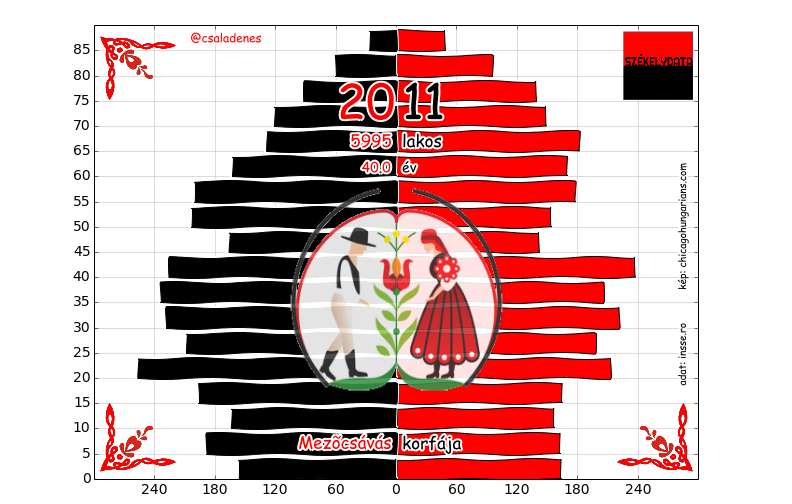 @csaladenes
SZÉKELYDATA
2011
5995 lakos
40.0 év
kép: chicagohungarians.com
adat: insse.ro
Mezőcsávás korfája
85
80
75
70
65
60
55
50
45
40
35
30
25
20
15
10
5
0
240 180 120 60 0 60 120 180 240